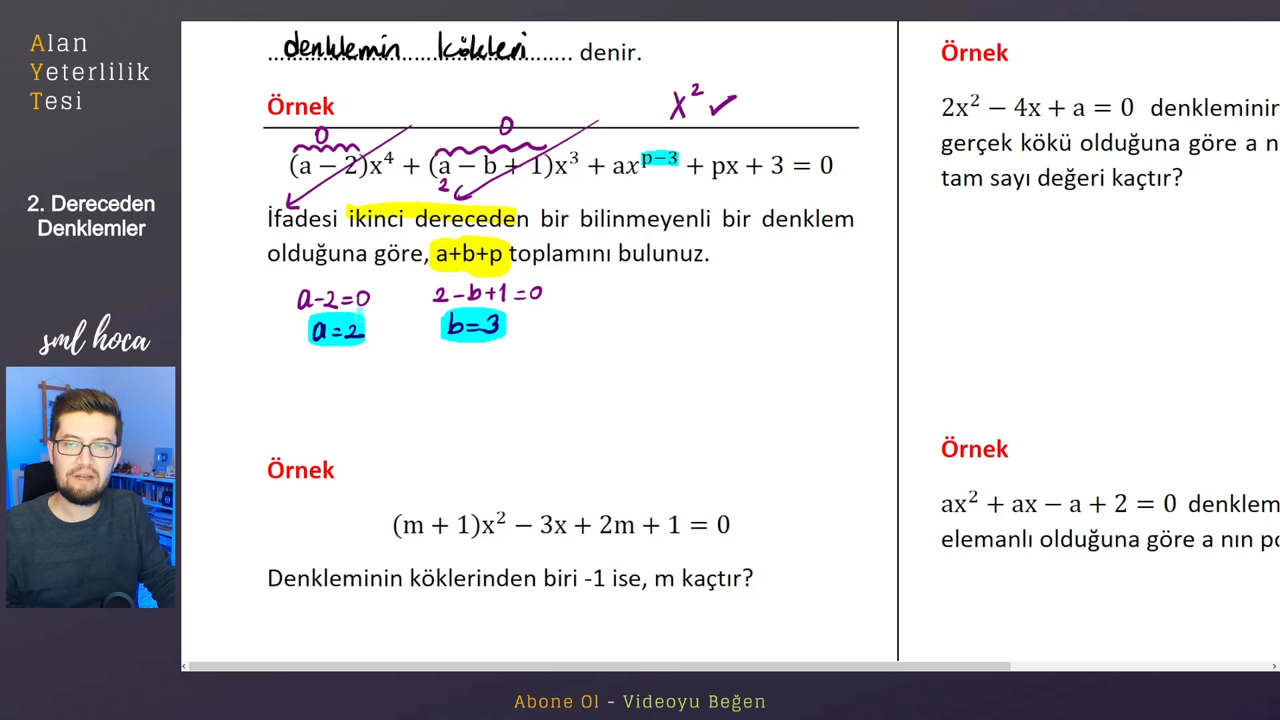 Alan
Yeterlilik
Tesi
2. Dereceden
Denklemler
sml hoca
denklemin kökleri denir.
Örnek
x² ✓
0 0
(a − 2)x⁴ + (a − b + 1)x³ + axᵖ⁻³ + px + 3 = 0
2
İfadesi ikinci dereceden bir bilinmeyenli bir denklem
olduğuna göre, a+b+p toplamını bulunuz.
a-2=0 2-b+1=0
a=2 b=3
Örnek
(m + 1)x² − 3x + 2m + 1 = 0
Denkleminin köklerinden biri -1 ise, m kaçtır?
Örnek
2x² − 4x + a = 0 denkleminin
gerçek kökü olduğuna göre a n
tam sayı değeri kaçtır?
Örnek
ax² + ax − a + 2 = 0 denklem
elemanlı olduğuna göre a nın po
Abone Ol - Videoyu Beğen